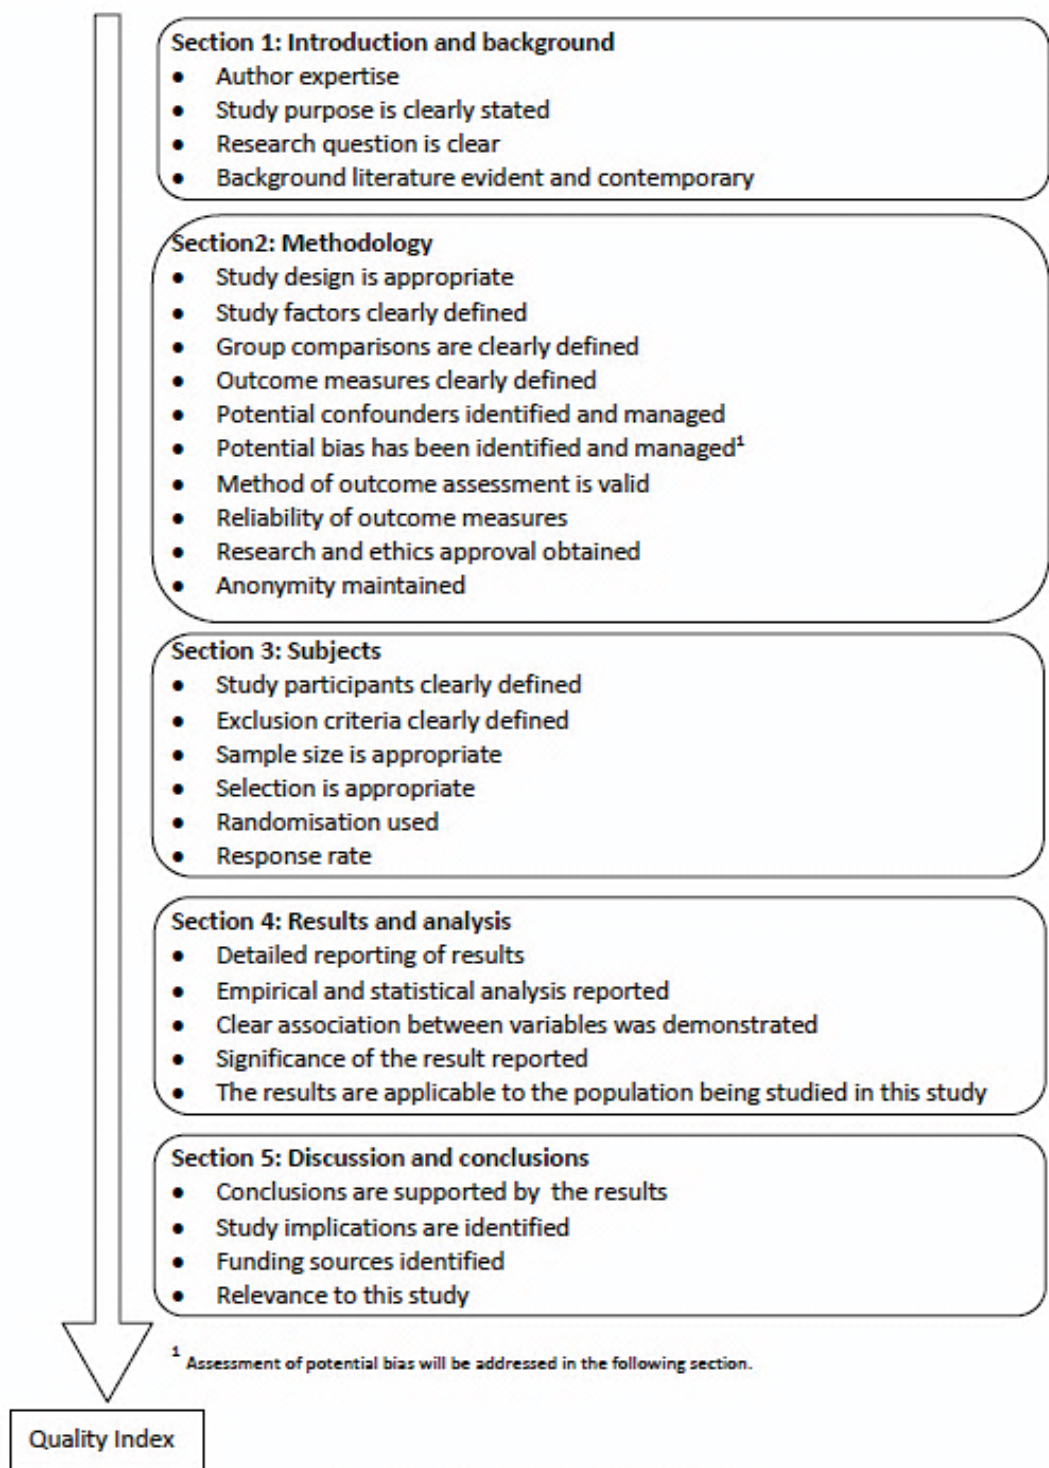 Section 1: Introduction and background
• Author expertise
• Study purpose is clearly stated
• Research question is clear
• Background literature evident and contemporary
Section2: Methodology
• Study design is appropriate
• Study factors clearly defined
• Group comparisons are clearly defined
• Outcome measures clearly defined
• Potential confounders identified and managed
• Potential bias has been identified and managed¹
• Method of outcome assessment is valid
• Reliability of outcome measures
• Research and ethics approval obtained
• Anonymity maintained
Section 3: Subjects
• Study participants clearly defined
• Exclusion criteria clearly defined
• Sample size is appropriate
• Selection is appropriate
• Randomisation used
• Response rate
Section 4: Results and analysis
• Detailed reporting of results
• Empirical and statistical analysis reported
• Clear association between variables was demonstrated
• Significance of the result reported
• The results are applicable to the population being studied in this study
Section 5: Discussion and conclusions
• Conclusions are supported by the results
• Study implications are identified
• Funding sources identified
• Relevance to this study
¹ Assessment of potential bias will be addressed in the following section.
Quality Index